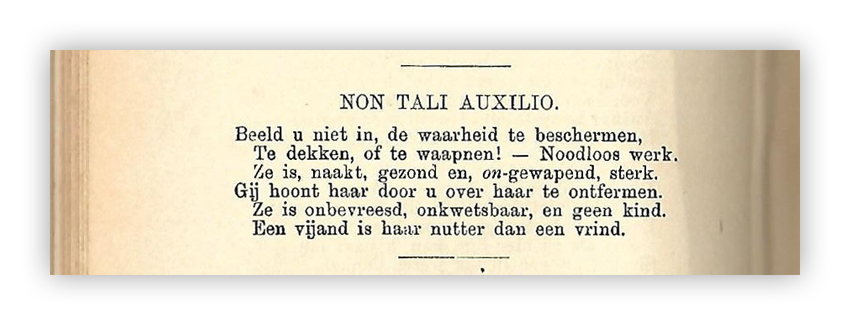 NON TALI AUXILIO.
Beeld u niet in, de waarheid te beschermen,
Te dekken, of te waapnen! — Noodloos werk.
Ze is, naakt, gezond en, on-gewapend, sterk.
Gij hoont haar door u over haar te ontfermen.
Ze is onbevreesd, onkwetsbaar, en geen kind.
Een vijand is haar nutter dan een vrind.